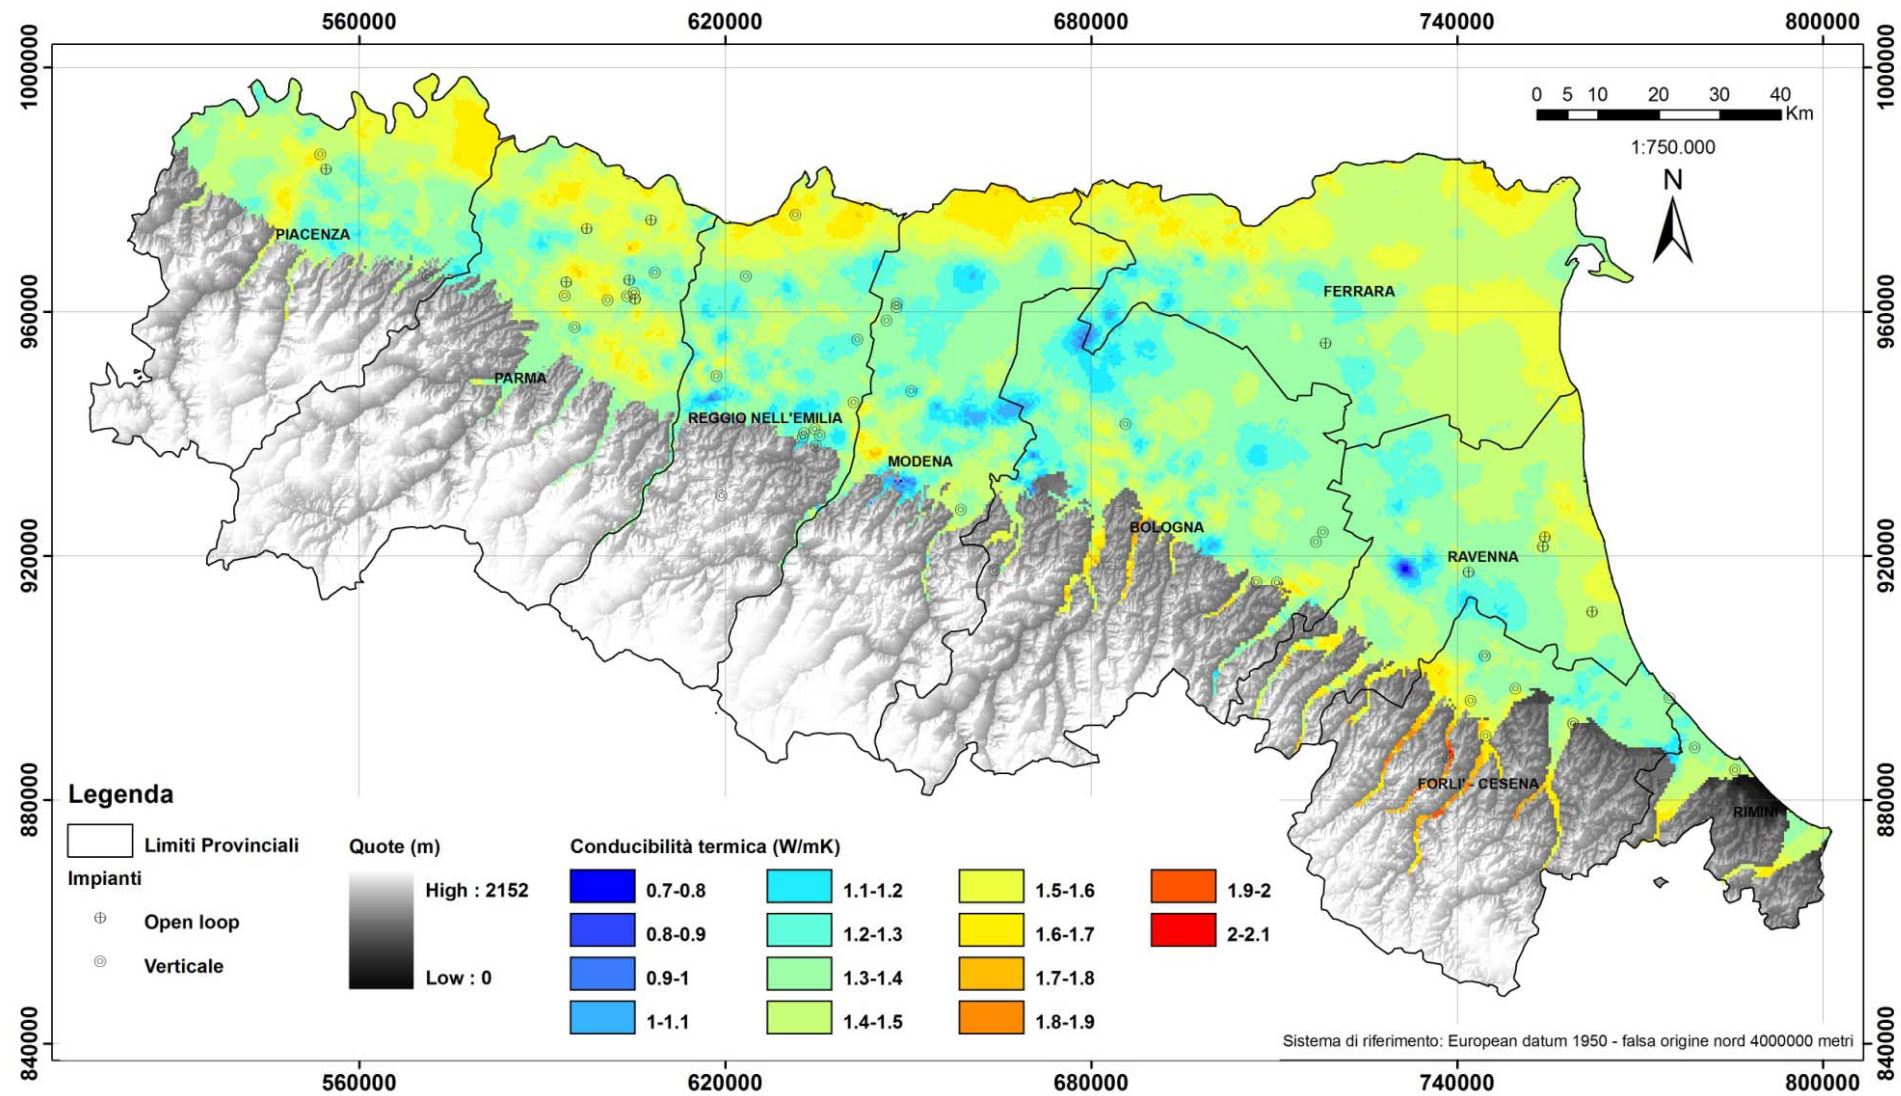 560000 620000 680000 740000 800000
1000000
1000000
0 5 10 20 30 40
Km
1:750.000
N
PIACENZA
FERRARA
960000
960000
PARMA
REGGIO NELL'EMILIA
MODENA
BOLOGNA
RAVENNA
920000
920000
FORLI' - CESENA
RIMINI
880000
880000
Legenda
Limiti Provinciali
Impianti
Open loop
Verticale
Quote (m)
High : 2152
Low : 0
Conducibilità termica (W/mK)
0.7-0.8
0.8-0.9
0.9-1
1-1.1
1.1-1.2
1.2-1.3
1.3-1.4
1.4-1.5
1.5-1.6
1.6-1.7
1.7-1.8
1.8-1.9
1.9-2
2-2.1
Sistema di riferimento: European datum 1950 - falsa origine nord 4000000 metri
840000
840000
560000 620000 680000 740000 800000